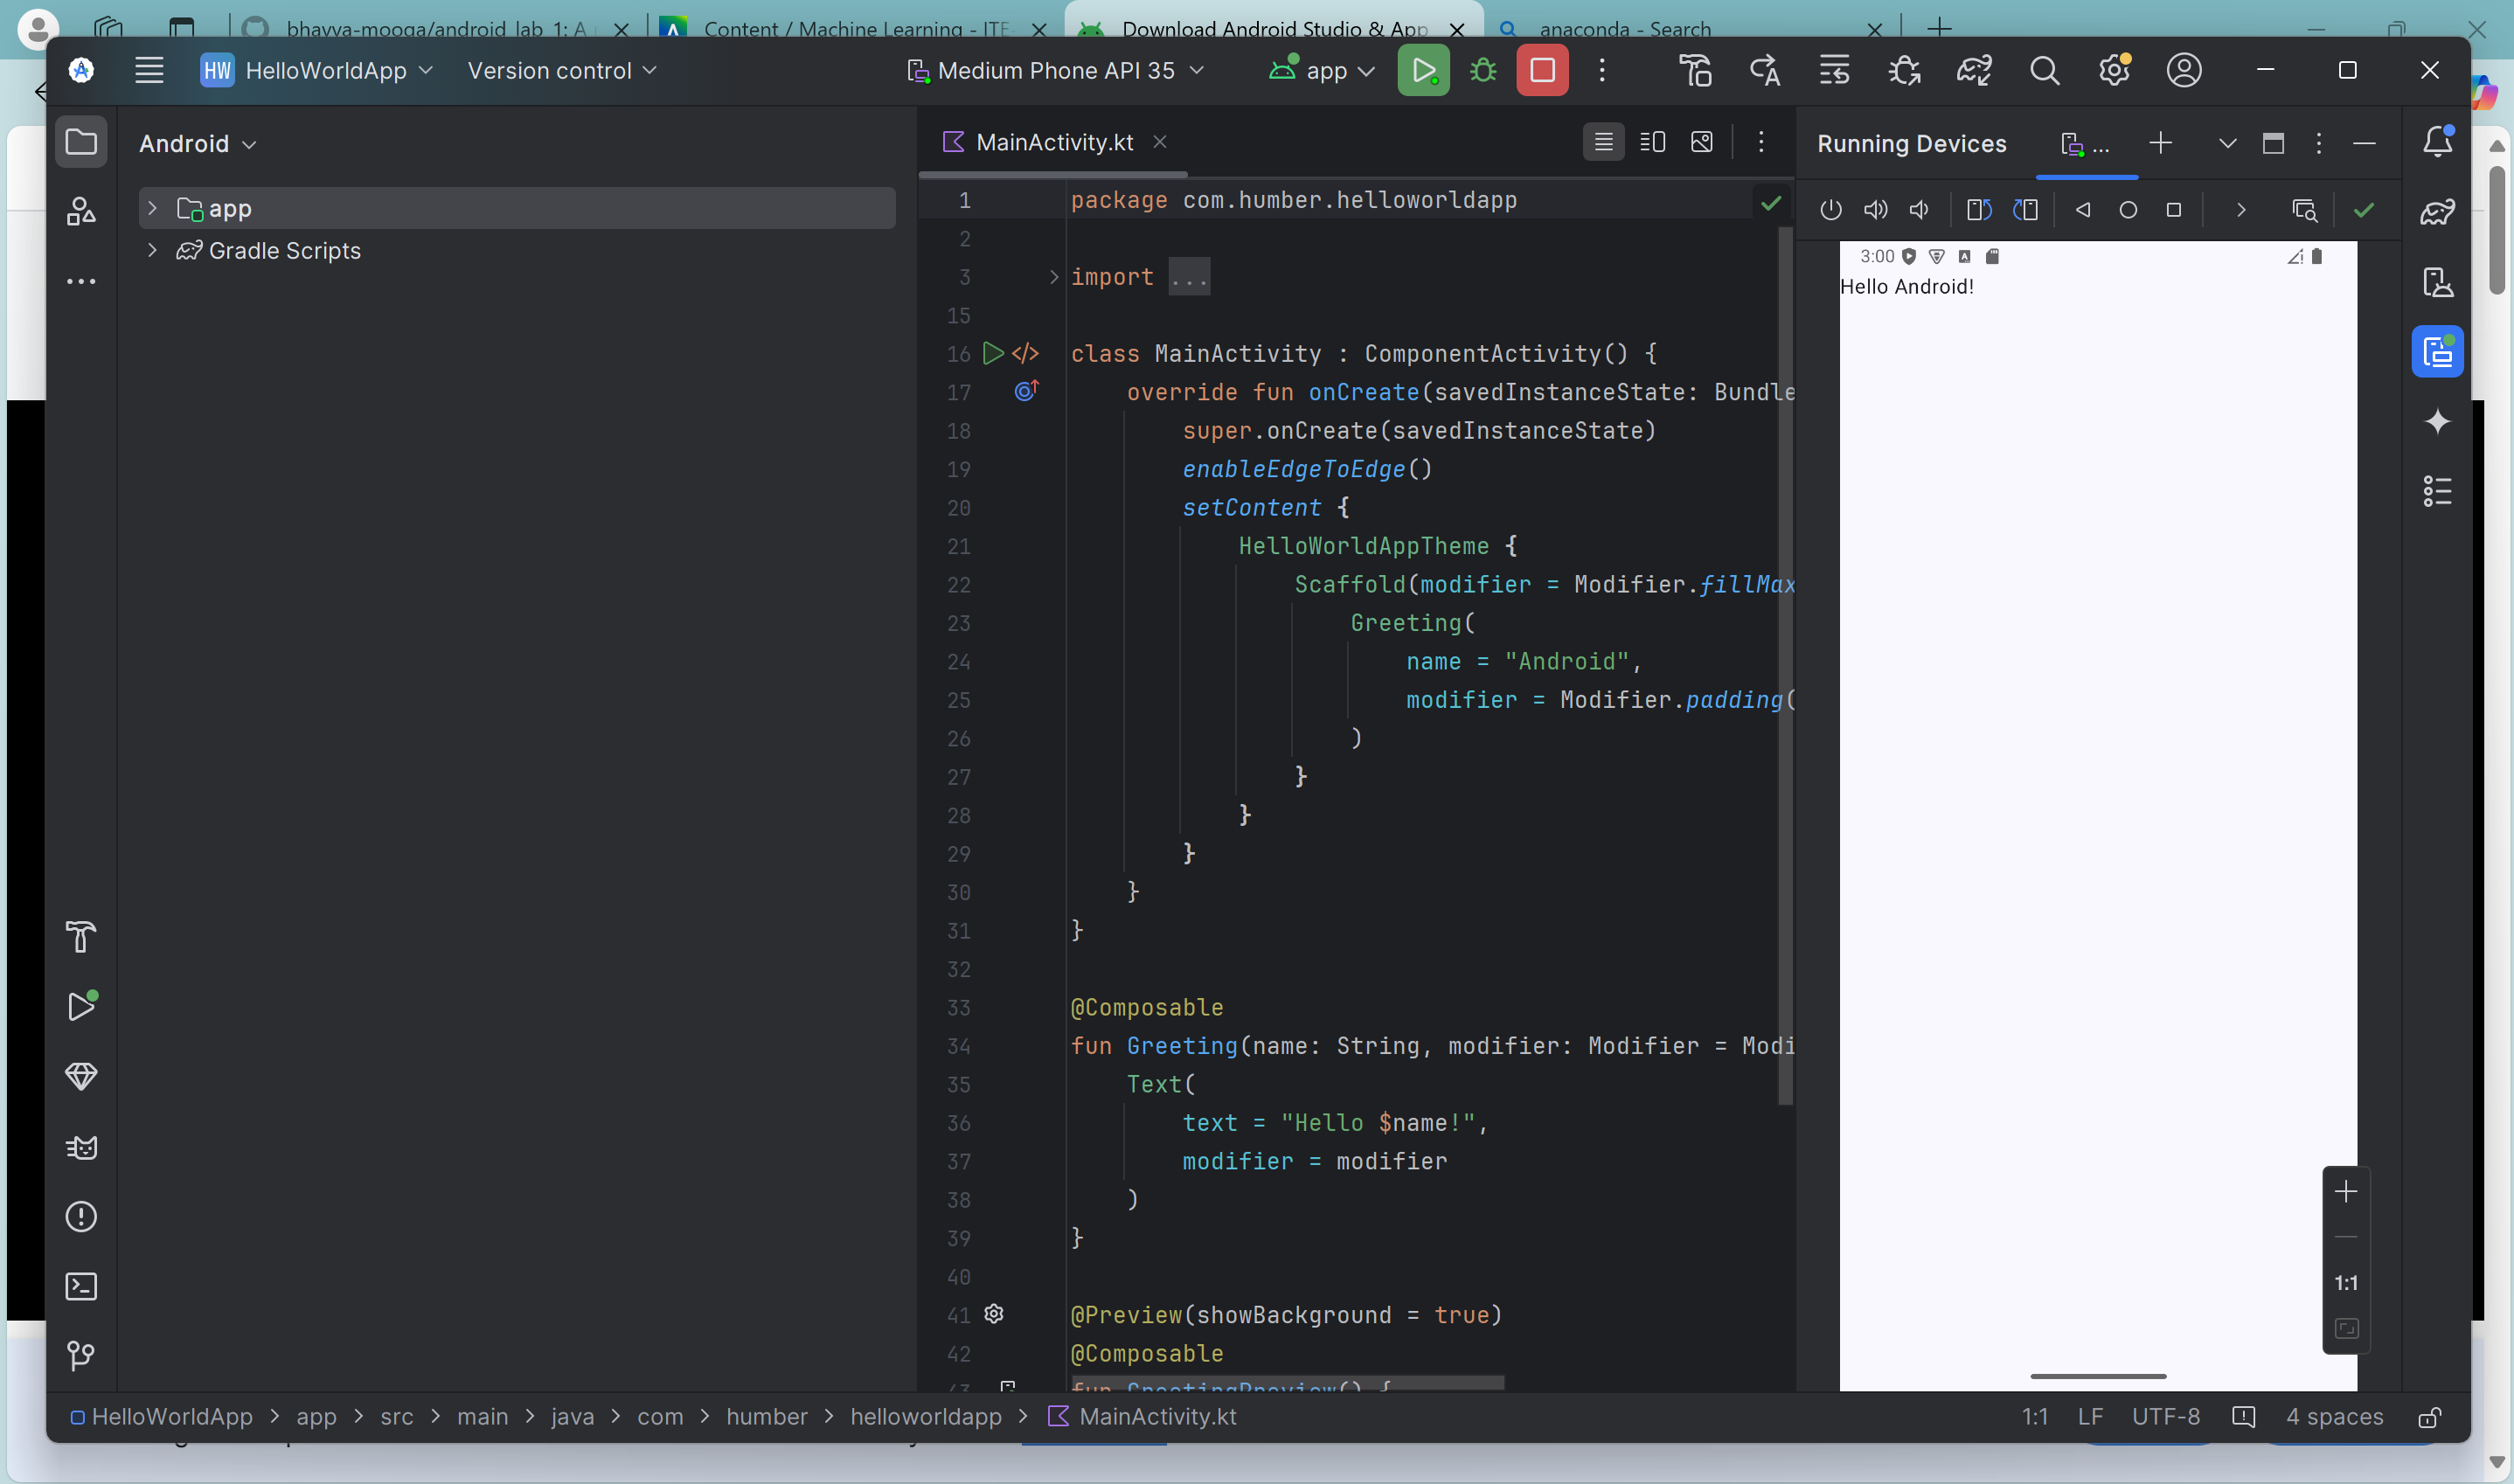 bhavya-mooga/android_lab_1: A
Content / Machine Learning - ITE
Download Android Studio & App
anaconda - Search
HW HelloWorldApp
Version control
Medium Phone API 35
app
Android
app
Gradle Scripts
MainActivity.kt
1 package com.humber.helloworldapp
2
3 import ...
15
16 class MainActivity : ComponentActivity() {
17 override fun onCreate(savedInstanceState: Bundle
18 super.onCreate(savedInstanceState)
19 enableEdgeToEdge()
20 setContent {
21 HelloWorldAppTheme {
22 Scaffold(modifier = Modifier.fillMax
23 Greeting(
24 name = "Android",
25 modifier = Modifier.padding(
26 )
27 }
28 }
29 }
30 }
31 }
32
33 @Composable
34 fun Greeting(name: String, modifier: Modifier = Modi
35 Text(
36 text = "Hello $name!",
37 modifier = modifier
38 )
39 }
40
41 @Preview(showBackground = true)
42 @Composable
43 fun GreetingPreview() {
Running Devices
...
3:00
Hello Android!
1:1
HelloWorldApp > app > src > main > java > com > humber > helloworldapp > MainActivity.kt
1:1 LF UTF-8 4 spaces